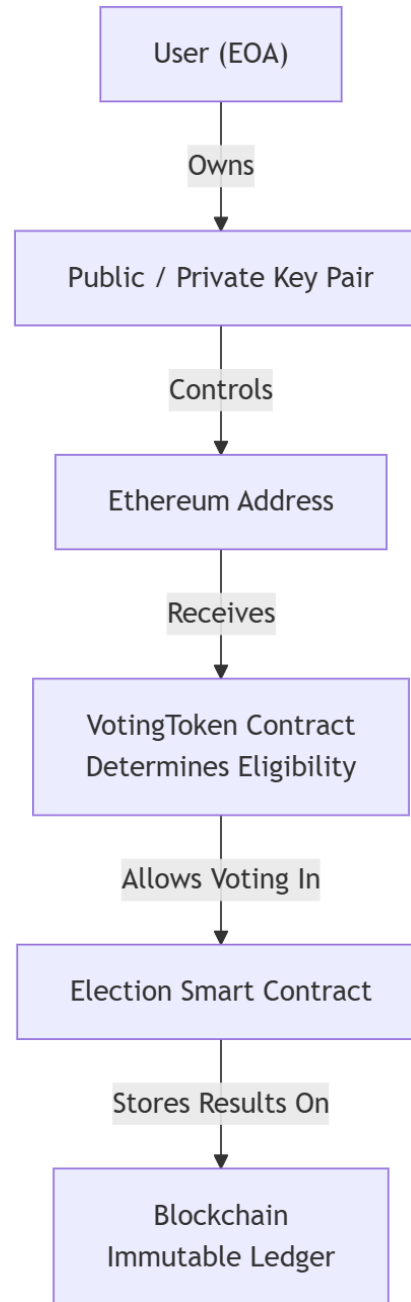 User (EOA)
Owns
Public / Private Key Pair
Controls
Ethereum Address
Receives
VotingToken Contract
Determines Eligibility
Allows Voting In
Election Smart Contract
Stores Results On
Blockchain
Immutable Ledger